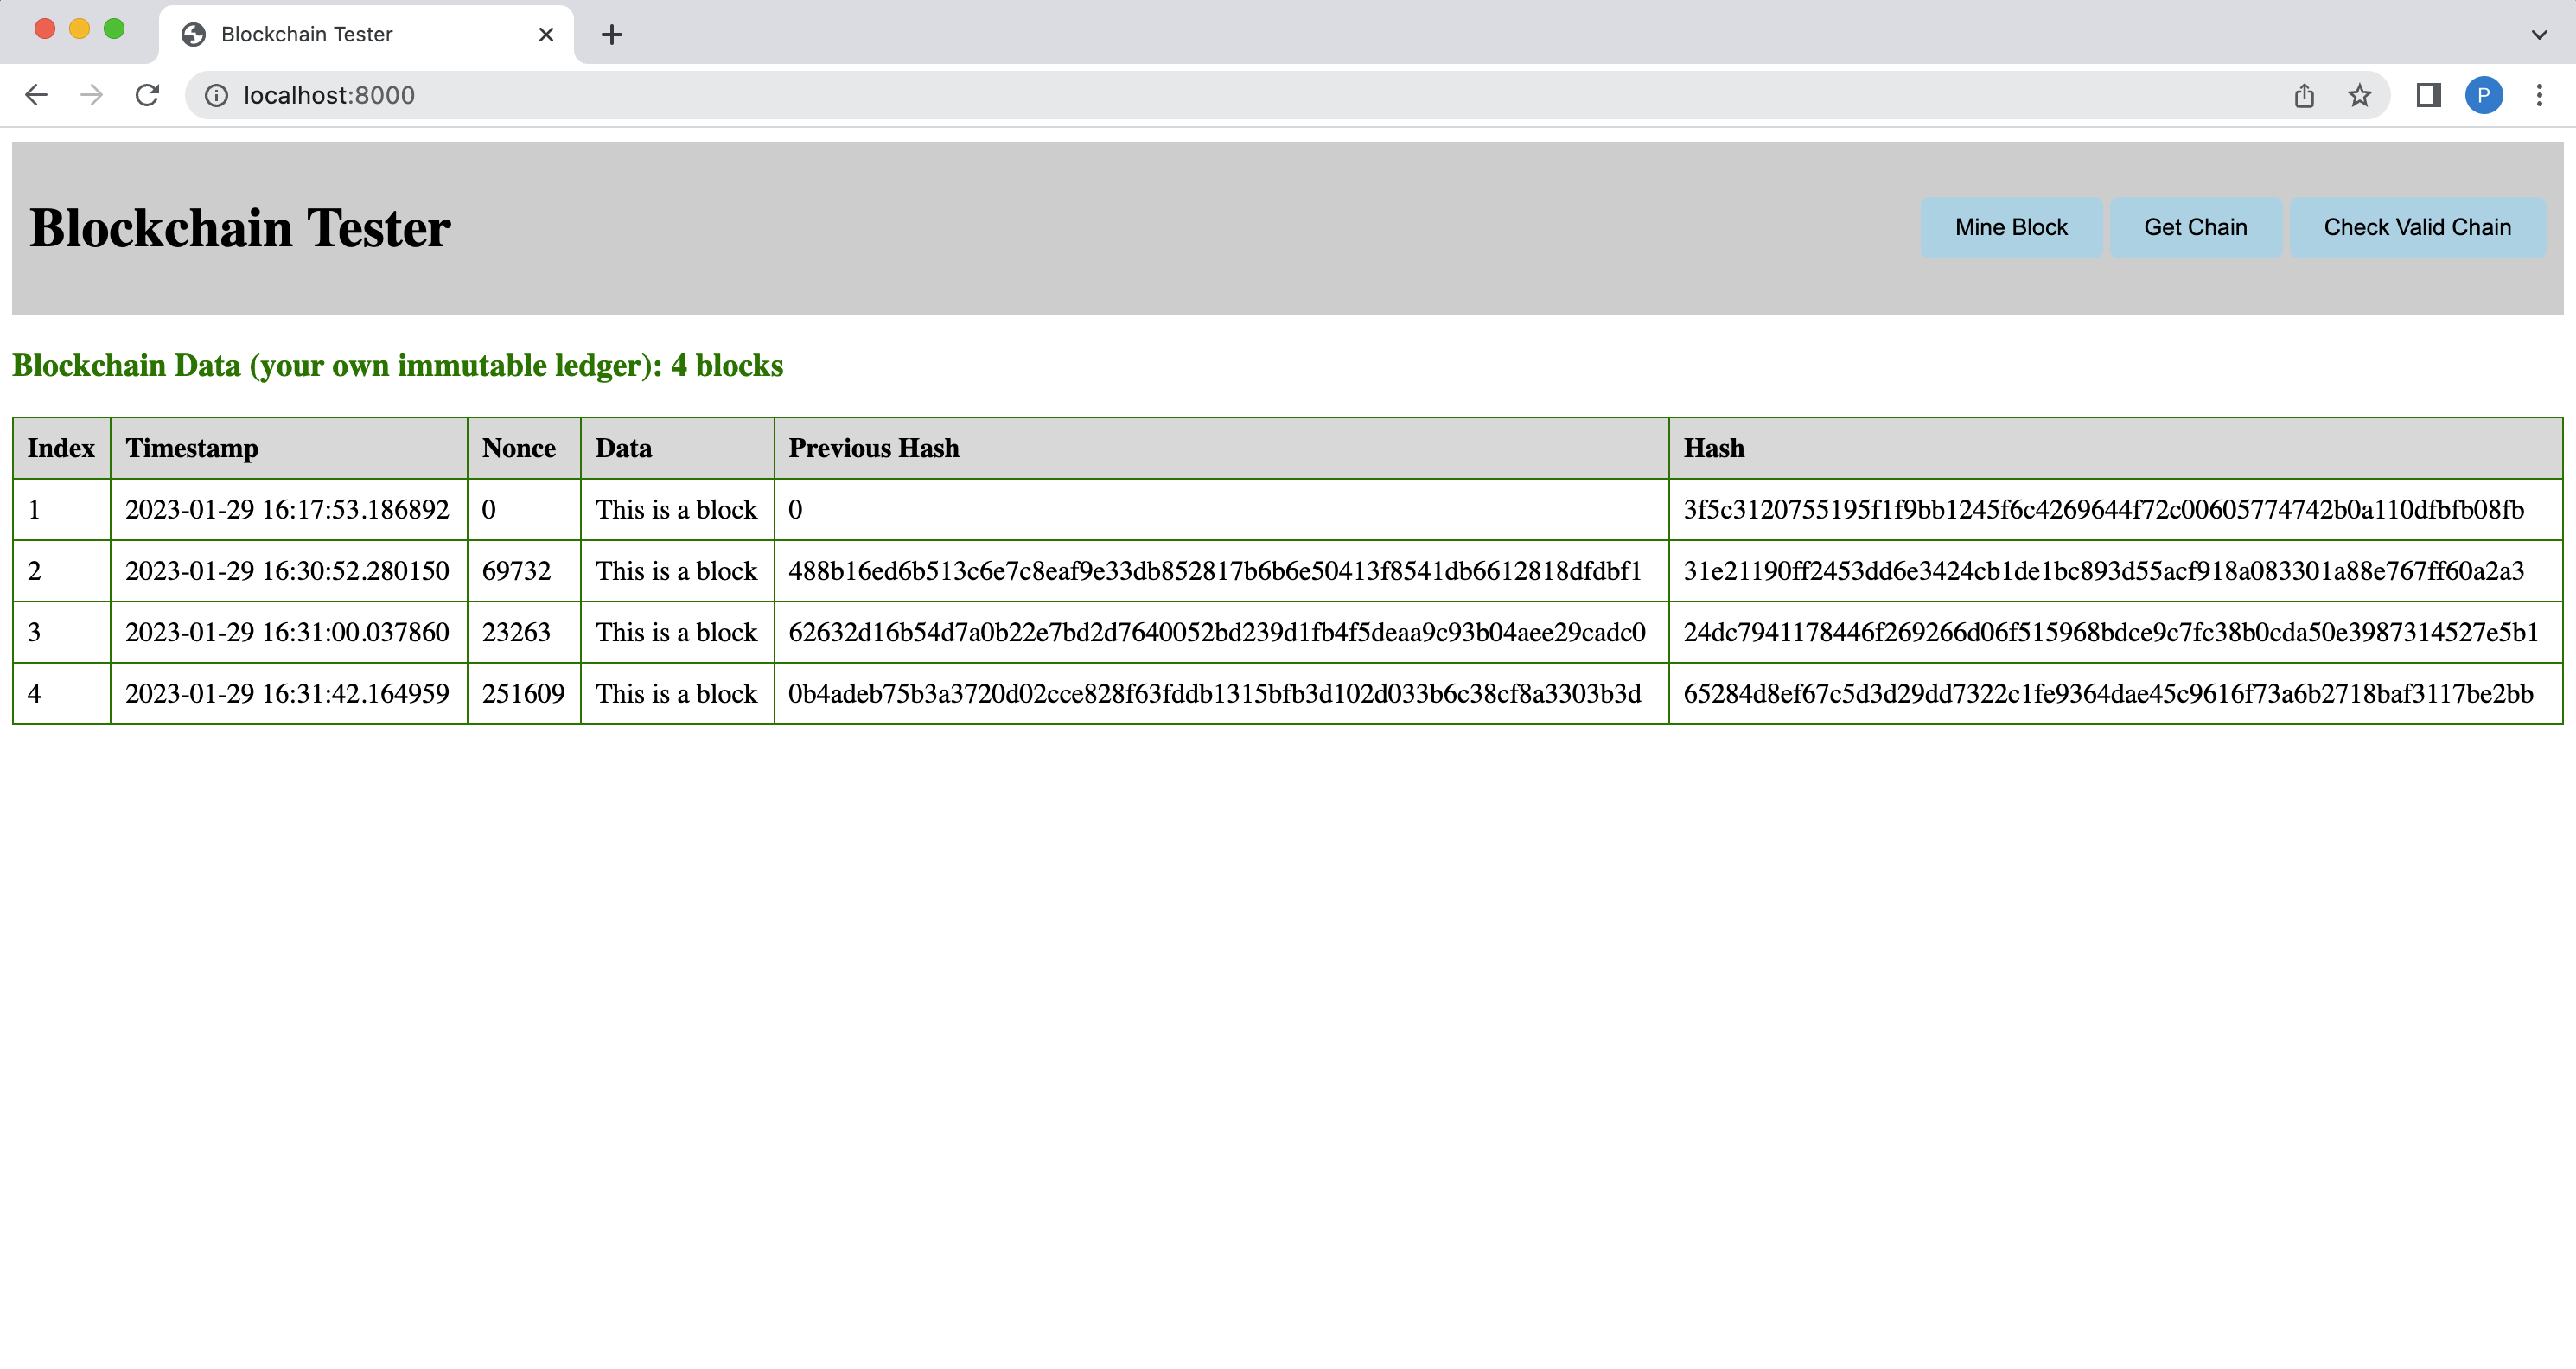 Blockchain Tester
localhost:8000
P
Blockchain Tester Mine Block Get Chain Check Valid Chain
Blockchain Data (your own immutable ledger): 4 blocks
Index Timestamp Nonce Data Previous Hash Hash
1 2023-01-29 16:17:53.186892 0 This is a block 0 3f5c3120755195f1f9bb1245f6c4269644f72c00605774742b0a110dfbfb08fb
2 2023-01-29 16:30:52.280150 69732 This is a block 488b16ed6b513c6e7c8eaf9e33db852817b6b6e50413f8541db6612818dfdbf1 31e21190ff2453dd6e3424cb1de1bc893d55acf918a083301a88e767ff60a2a3
3 2023-01-29 16:31:00.037860 23263 This is a block 62632d16b54d7a0b22e7bd2d7640052bd239d1fb4f5deaa9c93b04aee29cadc0 24dc7941178446f269266d06f515968bdce9c7fc38b0cda50e3987314527e5b1
4 2023-01-29 16:31:42.164959 251609 This is a block 0b4adeb75b3a3720d02cce828f63fddb1315bfb3d102d033b6c38cf8a3303b3d 65284d8ef67c5d3d29dd7322c1fe9364dae45c9616f73a6b2718baf3117be2bb